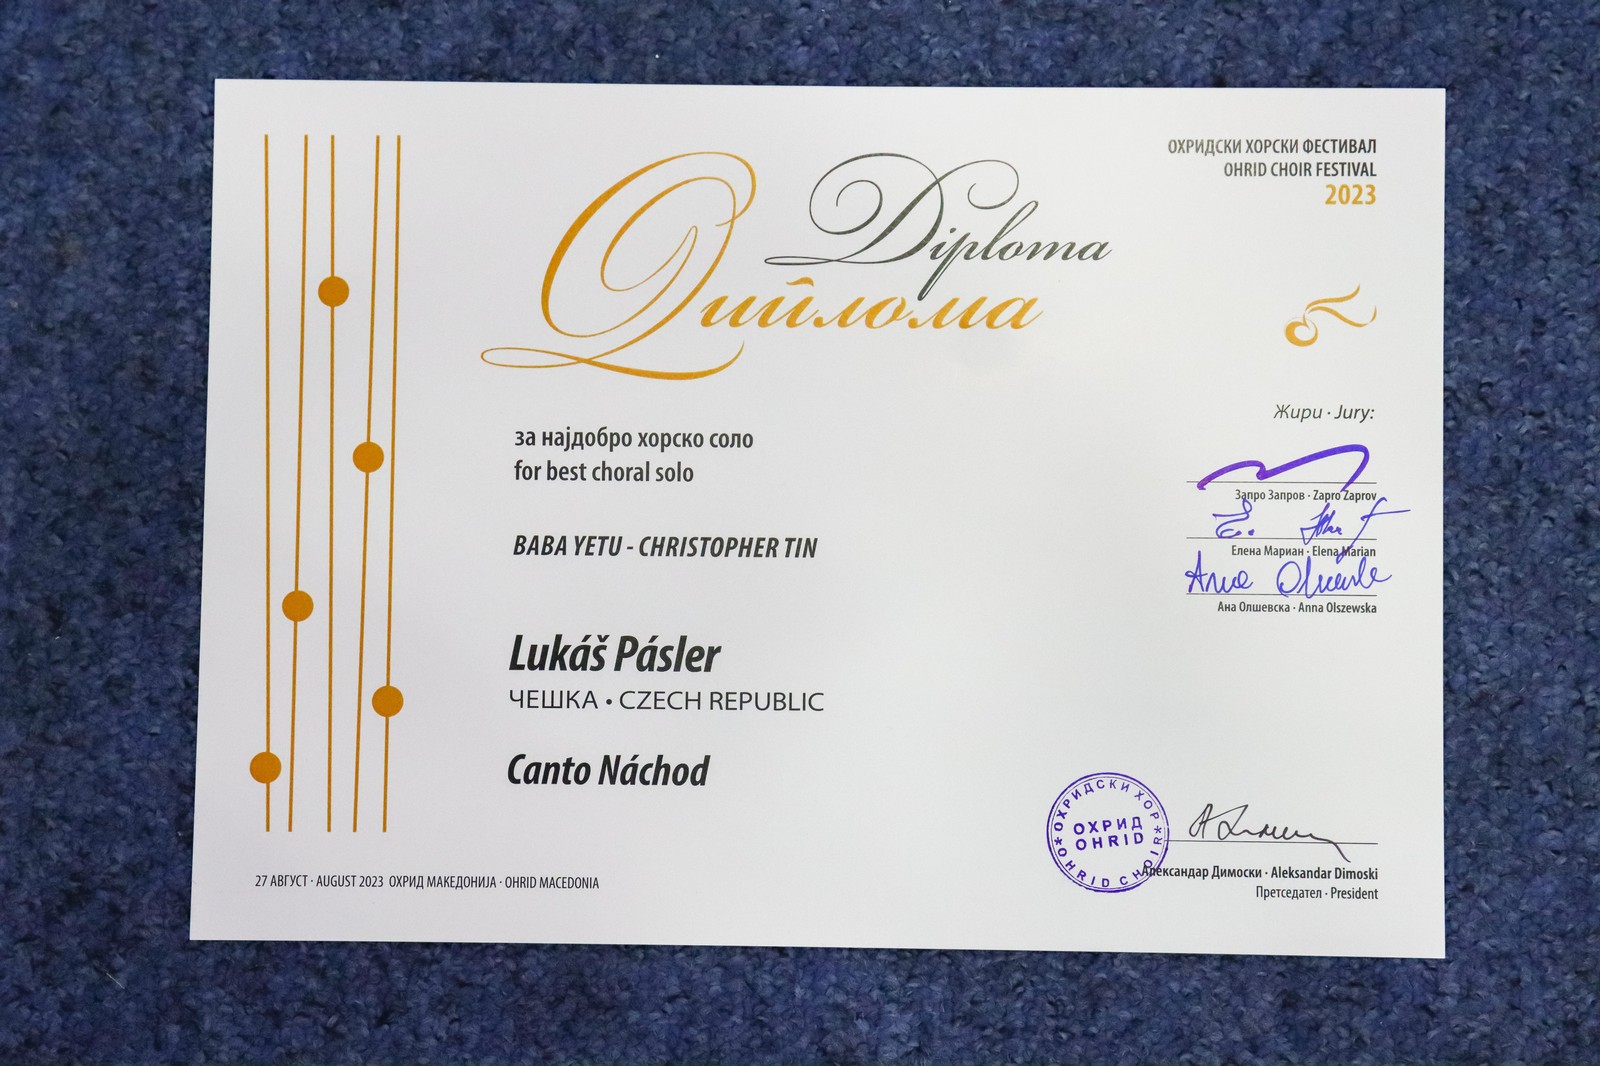 ОХРИДСКИ ХОРСКИ ФЕСТИВАЛ
OHRID CHOIR FESTIVAL
2023
Diploma
Диплома
за најдобро хорско соло
for best choral solo
BABA YETU - CHRISTOPHER TIN
Lukáš Pásler
ЧЕШКА • CZECH REPUBLIC
Canto Náchod
27 АВГУСТ · AUGUST 2023 ОХРИД МАКЕДОНИЈА · OHRID MACEDONIA
Жири · Jury:
Запро Запров · Zapro Zaprov
Елена Мариан · Elena Marian
Ана Олшевска · Anna Olszewska
ОХРИДСКИ ХОР
ОХРИД
OHRID
OHRID CHOIR
Александар Димоски · Aleksandar Dimoski
Претседател · President